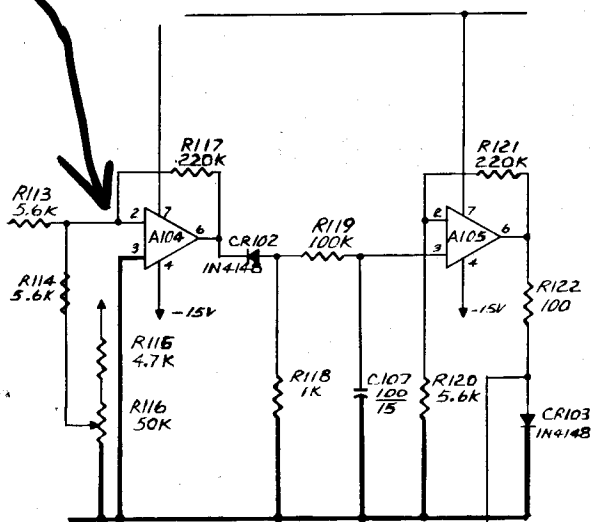 R117
220K
R121
220K
R113
5.6K
2
7
A104
6
3
4
R119
100K
CR102
1N4148
2
7
A105
6
3
4
R114
5.6K
-15V
-15V
R122
100
R115
4.7K
R116
50K
R118
1K
C107
100
15
R120
5.6K
CR103
1N4148